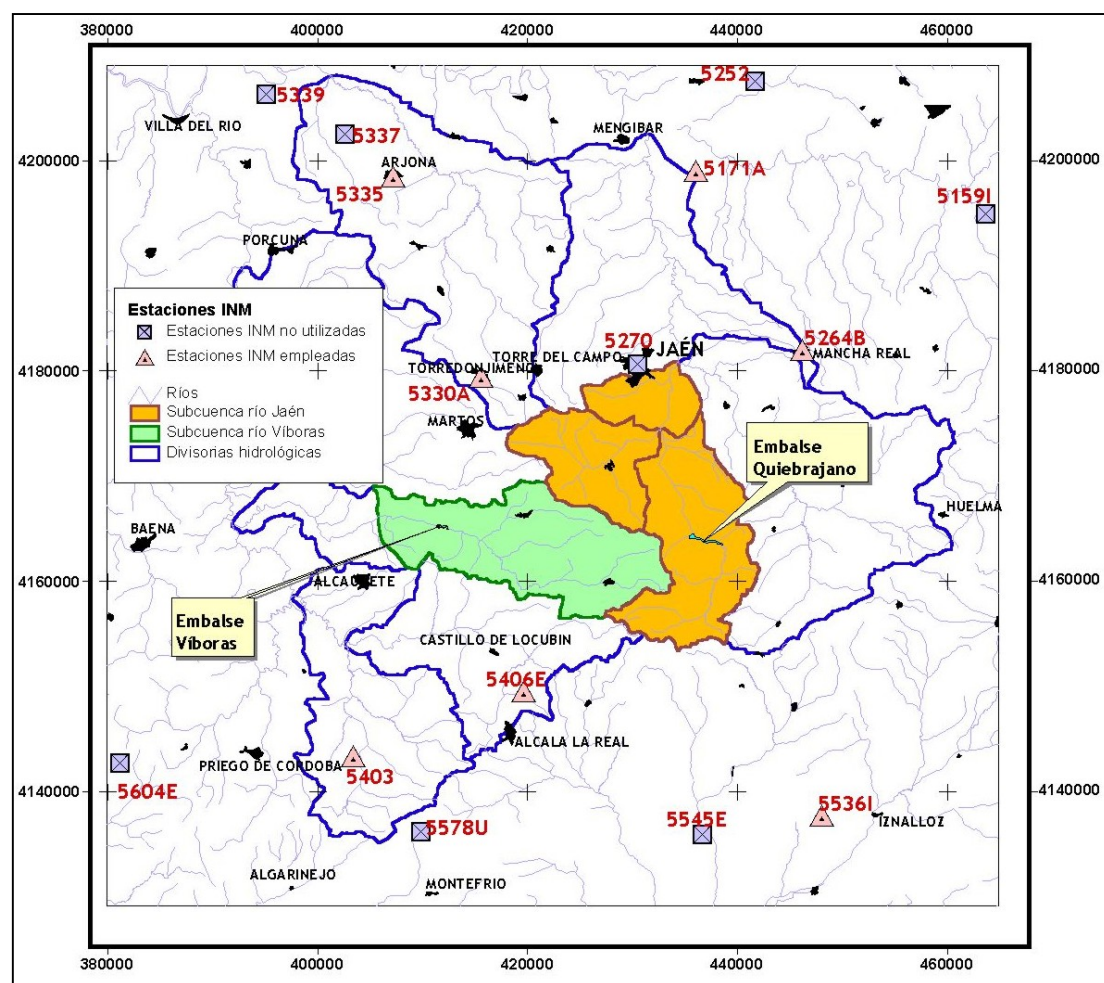 380000
400000
420000
440000
460000
5252
5339
VILLA DEL RIO
5337
MENGIBAR
4200000
4200000
ARJONA
5171A
5335
5159I
PORCUNA
Estaciones INM
Estaciones INM no utilizadas
Estaciones INM empleadas
Ríos
Subcuenca río Jaén
Subcuenca río Víboras
Divisorias hidrológicas
5270
JAÉN
5264B
TORRE DEL CAMPO
MANCHA REAL
4180000
4180000
TORREDONJIMENO
5330A
MARTOS
Embalse
Quiebrajano
HUELMA
BAENA
4160000
4160000
ALCAUDETE
Embalse
Víboras
CASTILLO DE LOCUBIN
5406E
ALCALA LA REAL
PRIEGO DE CORDOBA
5403
5604E
4140000
4140000
5536I
IZNALLOZ
5578U
5545E
ALGARINEJO
MONTEFRIO
380000
400000
420000
440000
460000